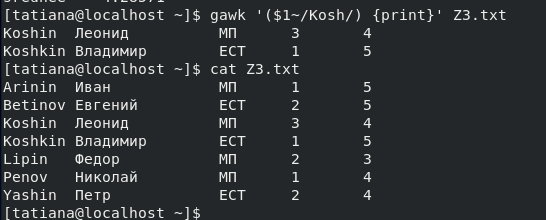 [tatiana@localhost ~]$ gawk '($1~/Kosh/) {print}' Z3.txt
Koshin  Леонид          МП      3       4
Koshkin Владимир        ЕСТ     1       5
[tatiana@localhost ~]$ cat Z3.txt
Arinin  Иван            МП      1       5
Betinov Евгений         ЕСТ     2       5
Koshin  Леонид          МП      3       4
Koshkin Владимир        ЕСТ     1       5
Lipin   Федор           МП      2       3
Penov   Николай         МП      1       4
Yashin  Петр            ЕСТ     2       4
[tatiana@localhost ~]$